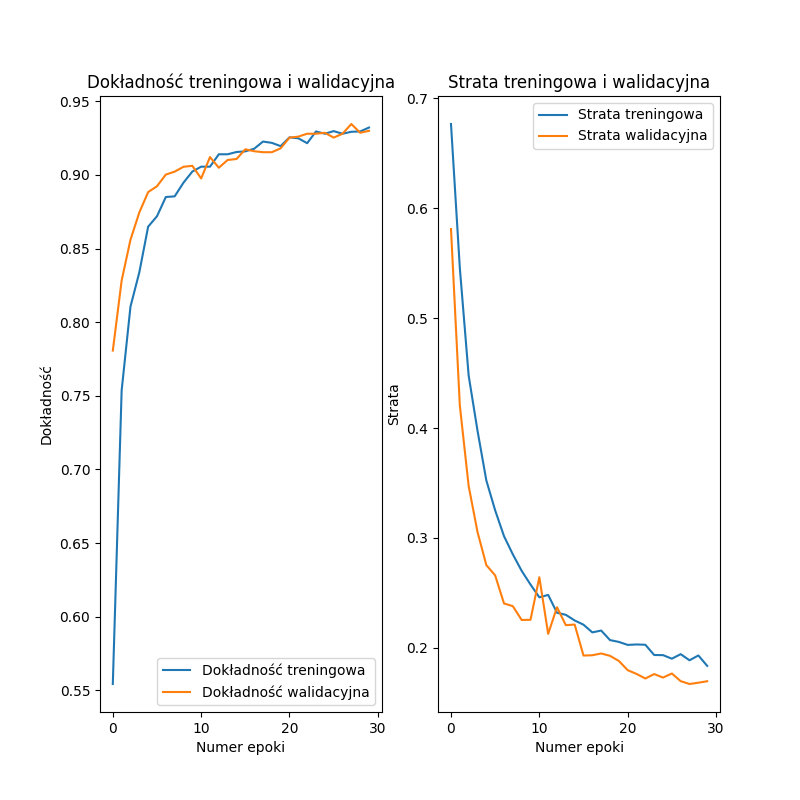 Dokładność treningowa i walidacyjna
0.95
0.90
0.85
0.80
0.75
0.70
0.65
0.60
0.55
Dokładność
0
10
20
30
Numer epoki
Dokładność treningowa
Dokładność walidacyjna
Strata treningowa i walidacyjna
0.7
0.6
0.5
0.4
0.3
0.2
Strata
0
10
20
30
Numer epoki
Strata treningowa
Strata walidacyjna